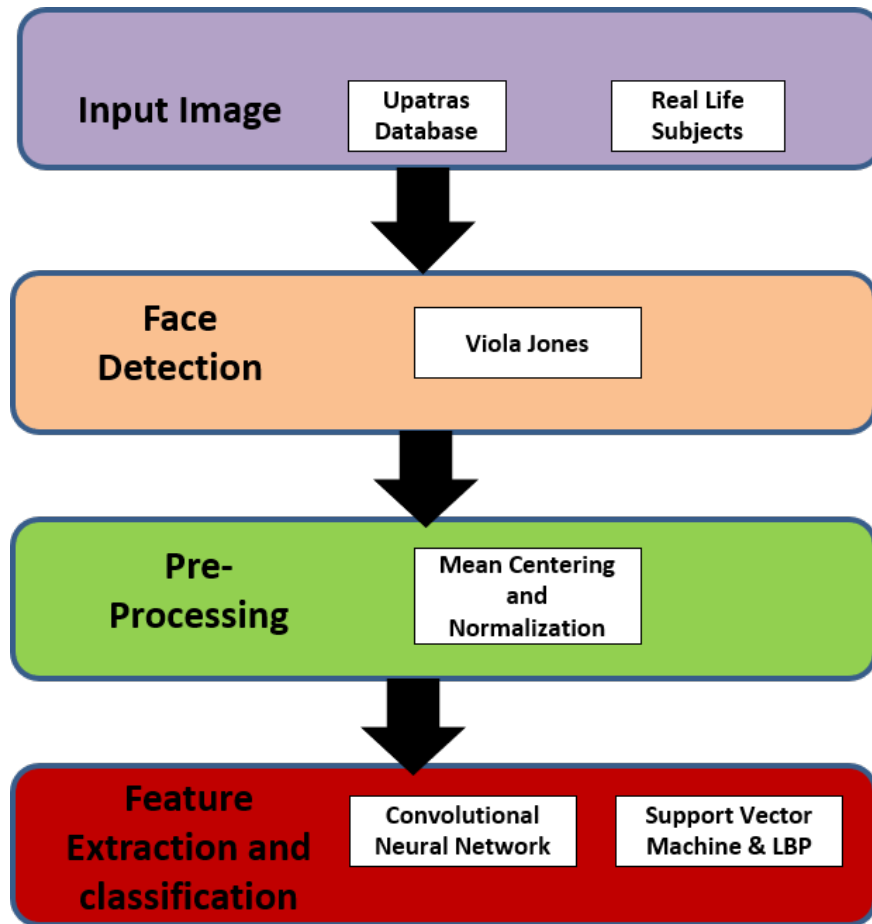 Input Image
Upatras
Database
Real Life
Subjects
Face
Detection
Viola Jones
Pre-
Processing
Mean Centering
and
Normalization
Feature
Extraction and
classification
Convolutional
Neural Network
Support Vector
Machine & LBP